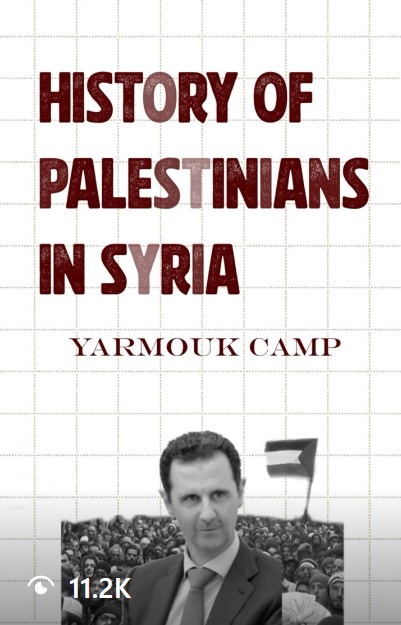 HISTORY OF
PALESTINIANS
IN SYRIA
YARMOUK CAMP
11.2K